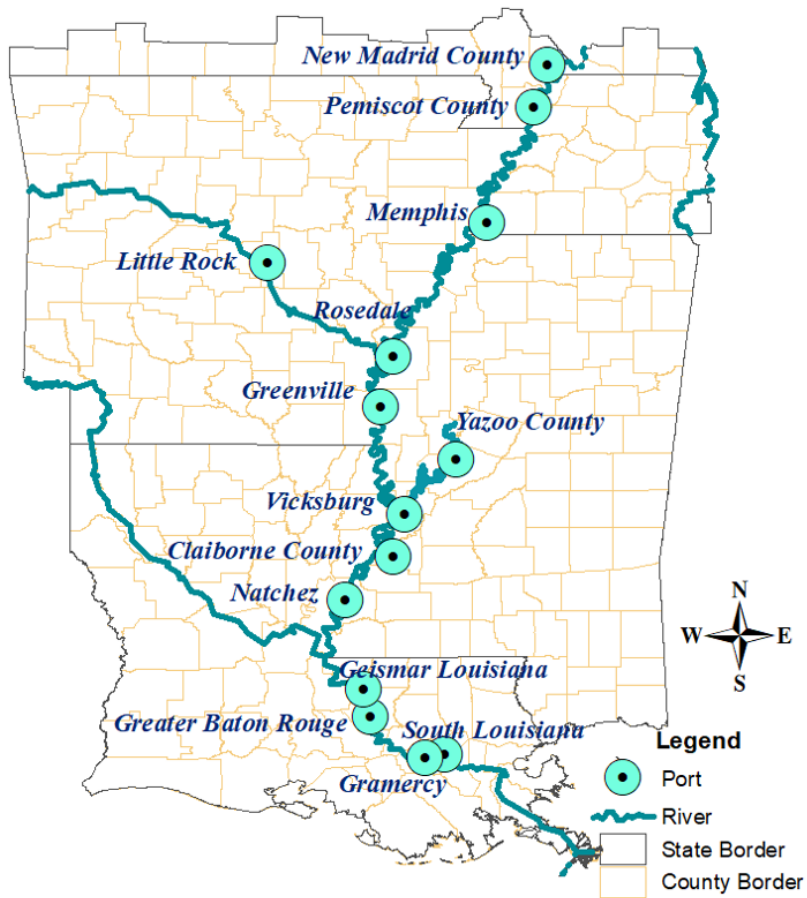 New Madrid County
Pemiscot County
Memphis
Little Rock
Rosedale
Greenville
Yazoo County
Vicksburg
Claiborne County
Natchez
N
W E
S
Geismar Louisiana
Greater Baton Rouge
South Louisiana
Gramercy
Legend
Port
River
State Border
County Border